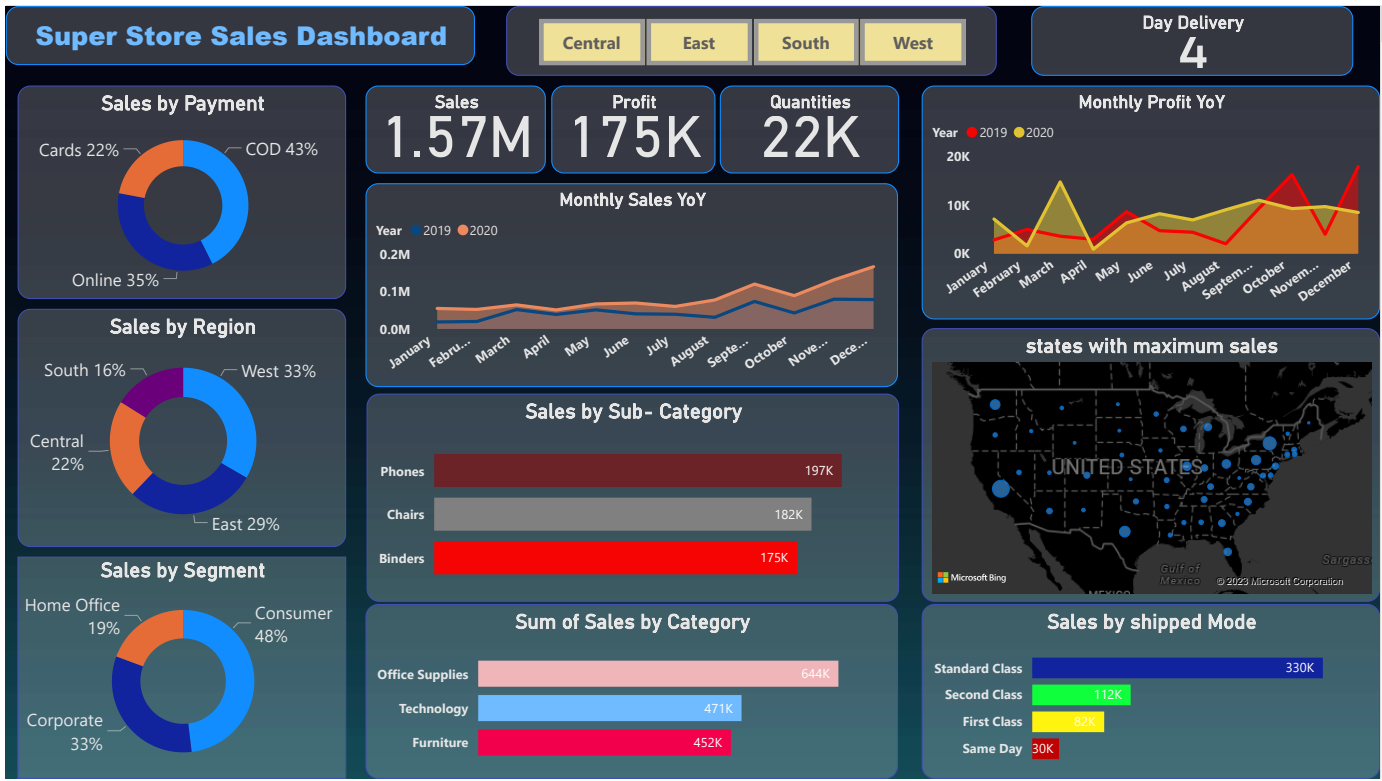 Super Store Sales Dashboard
Central
East
South
West
Day Delivery
4
Sales by Payment
Cards 22%
COD 43%
Online 35%
Sales
1.57M
Profit
175K
Quantities
22K
Monthly Profit YoY
Year 2019 2020
20K
10K
0K
January
February
March
April
May
June
July
August
Septem...
October
Novem...
December
Monthly Sales YoY
Year 2019 2020
0.2M
0.1M
0.0M
January
Febru...
March
April
May
June
July
August
Septe...
October
Nove...
Dece...
Sales by Region
South 16%
West 33%
Central
22%
East 29%
states with maximum sales
UNITED STATES
Gulf of
Mexico
Sargass
MEXICO
Microsoft Bing
© 2023 Microsoft Corporation
Sales by Sub- Category
Phones 197K
Chairs 182K
Binders 175K
Sales by Segment
Home Office
19%
Consumer
48%
Corporate
33%
Sum of Sales by Category
Office Supplies 644K
Technology 471K
Furniture 452K
Sales by shipped Mode
Standard Class 330K
Second Class 112K
First Class 82K
Same Day 30K